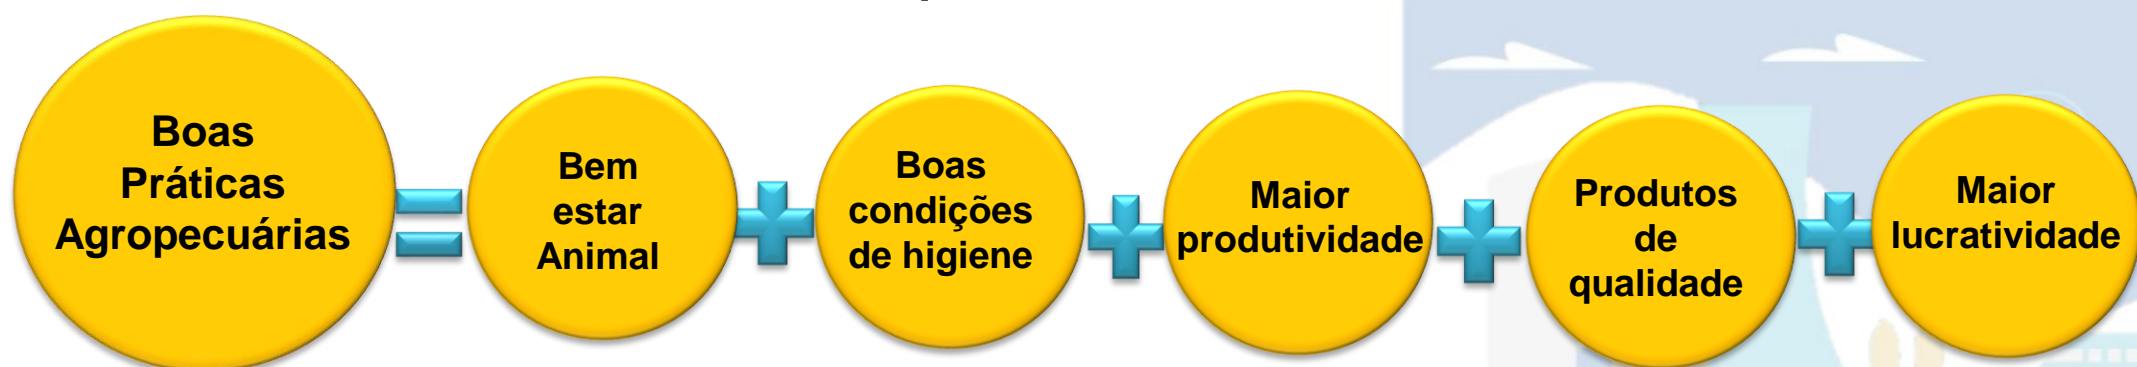 Boas
Práticas
Agropecuárias
Bem
estar
Animal
Boas
condições
de higiene
Maior
produtividade
Produtos
de
qualidade
Maior
lucratividade